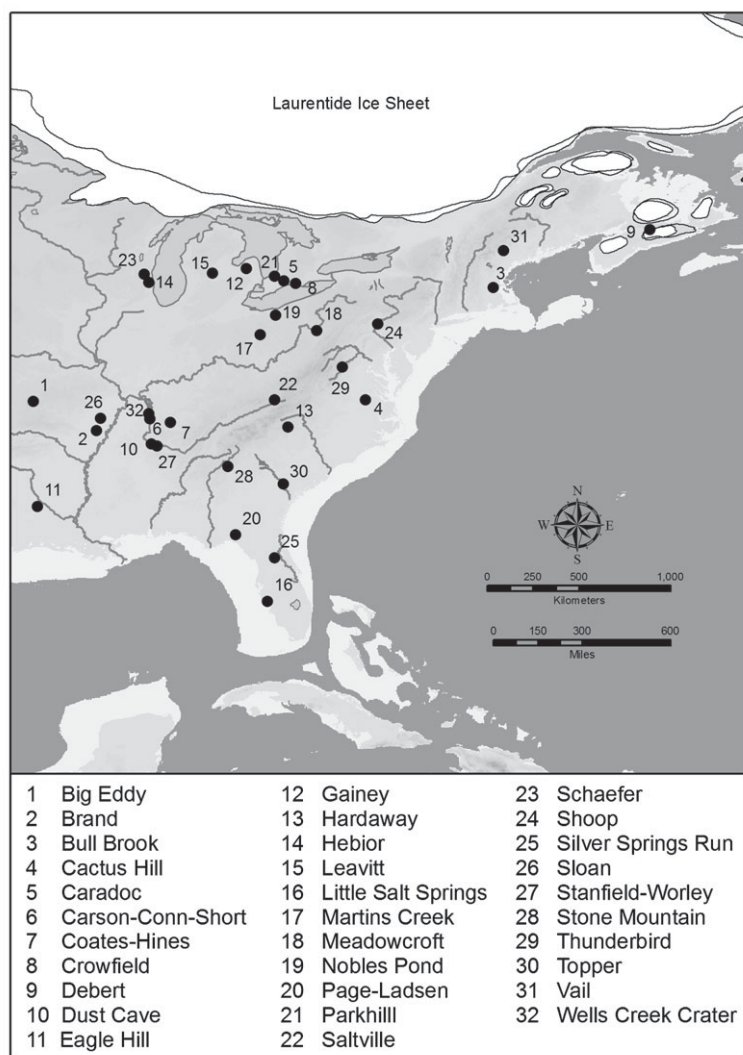 Laurentide Ice Sheet
31
9
23
14
15
12
21
5
8
3
19
18
17
24
29
1
26
22
4
2
32
6
7
13
10
27
28
30
11
20
25
16
N
W E
S
0 250 500 1,000
Kilometers
0 150 300 600
Miles
1 Big Eddy
2 Brand
3 Bull Brook
4 Cactus Hill
5 Caradoc
6 Carson-Conn-Short
7 Coates-Hines
8 Crowfield
9 Debert
10 Dust Cave
11 Eagle Hill
12 Gainey
13 Hardaway
14 Hebior
15 Leavitt
16 Little Salt Springs
17 Martins Creek
18 Meadowcroft
19 Nobles Pond
20 Page-Ladsen
21 Parkhilll
22 Saltville
23 Schaefer
24 Shoop
25 Silver Springs Run
26 Sloan
27 Stanfield-Worley
28 Stone Mountain
29 Thunderbird
30 Topper
31 Vail
32 Wells Creek Crater